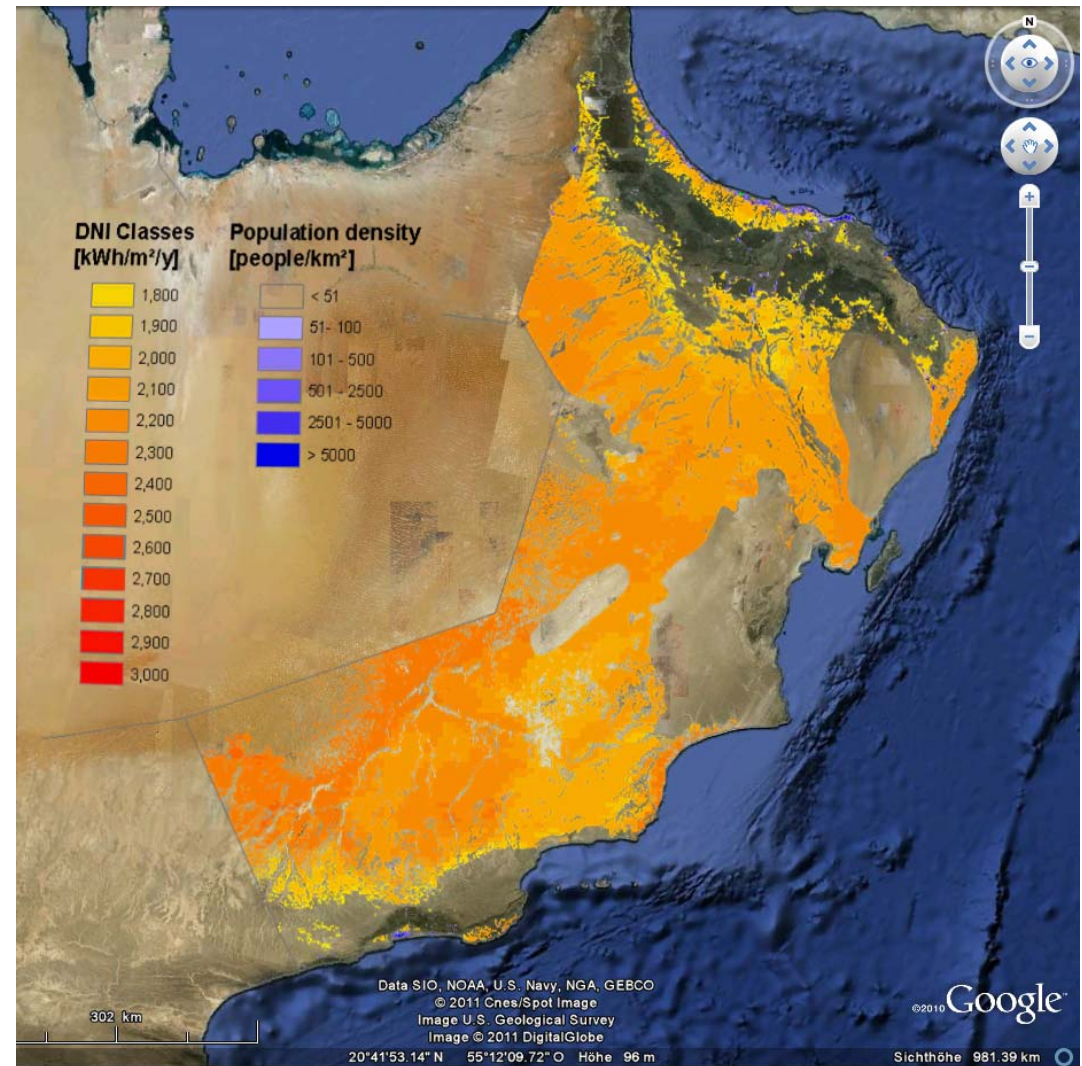 N
DNI Classes
[kWh/m²/y]
1,800
1,900
2,000
2,100
2,200
2,300
2,400
2,500
2,600
2,700
2,800
2,900
3,000
Population density
[people/km²]
< 51
51- 100
101 - 500
501 - 2500
2501 - 5000
> 5000
Data SIO, NOAA, U.S. Navy, NGA, GEBCO
© 2011 Cnes/Spot Image
Image U.S. Geological Survey
Image © 2011 DigitalGlobe
©2010 Google™
302 km
20°41'53.14" N 55°12'09.72" O Höhe 96 m
Sichthöhe 981.39 km